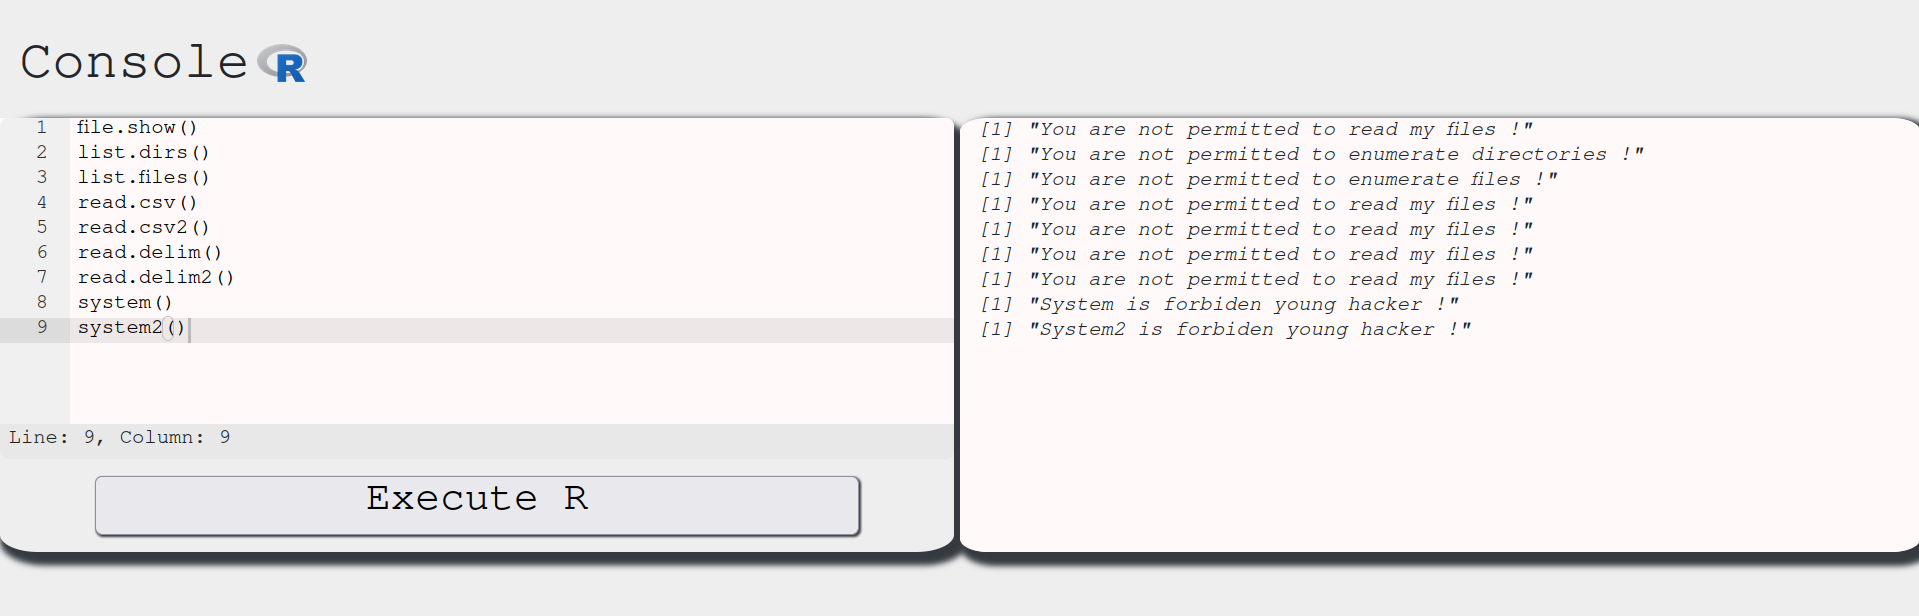 Console R
1 file.show()
2 list.dirs()
3 list.files()
4 read.csv()
5 read.csv2()
6 read.delim()
7 read.delim2()
8 system()
9 system2()
Line: 9, Column: 9
Execute R
[1] "You are not permitted to read my files !"
[1] "You are not permitted to enumerate directories !"
[1] "You are not permitted to enumerate files !"
[1] "You are not permitted to read my files !"
[1] "You are not permitted to read my files !"
[1] "You are not permitted to read my files !"
[1] "You are not permitted to read my files !"
[1] "System is forbiden young hacker !"
[1] "System2 is forbiden young hacker !"